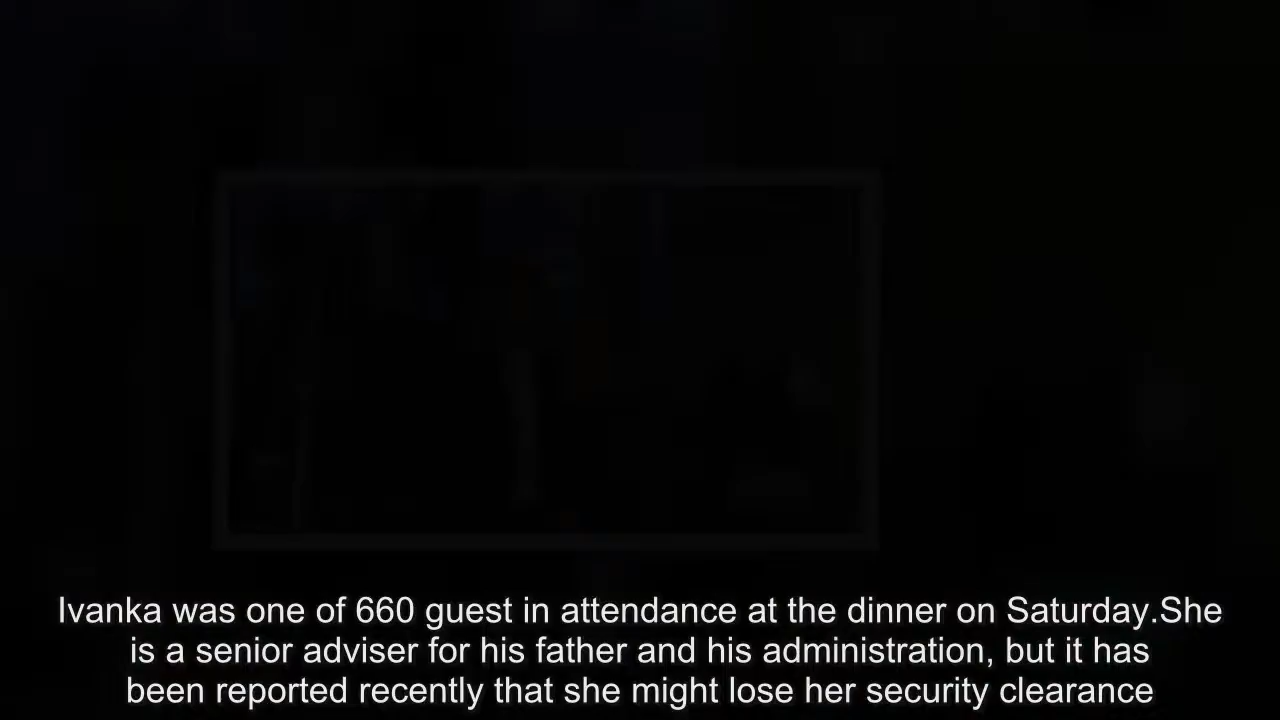 Ivanka was one of 660 guest in attendance at the dinner on Saturday.She
is a senior adviser for his father and his administration, but it has
been reported recently that she might lose her security clearance